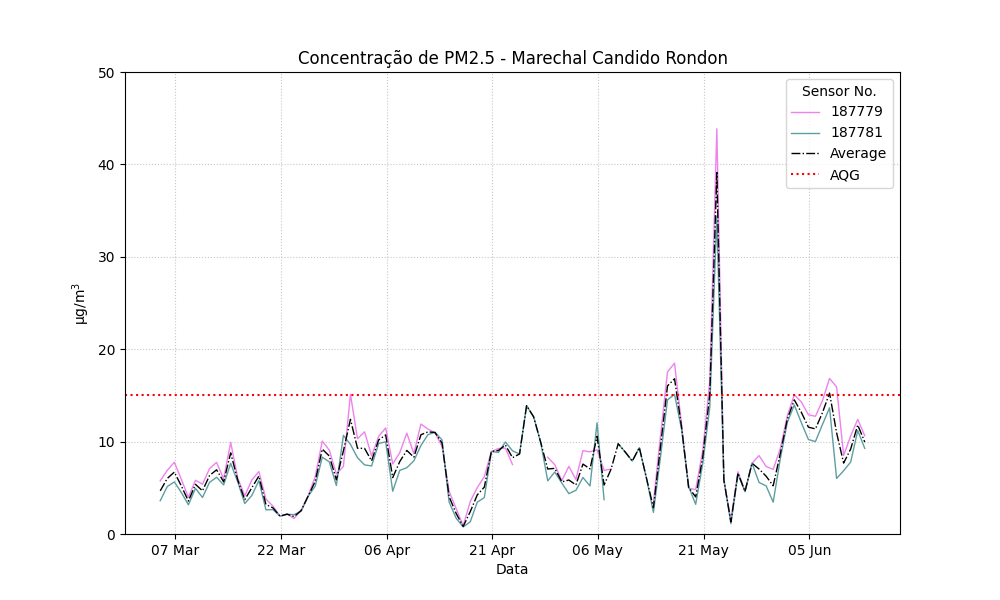 Concentração de PM2.5 - Marechal Candido Rondon
50
40
30
20
10
0
µg/m³
Sensor No.
187779
187781
Average
AQG
07 Mar
22 Mar
06 Apr
21 Apr
06 May
21 May
05 Jun
Data